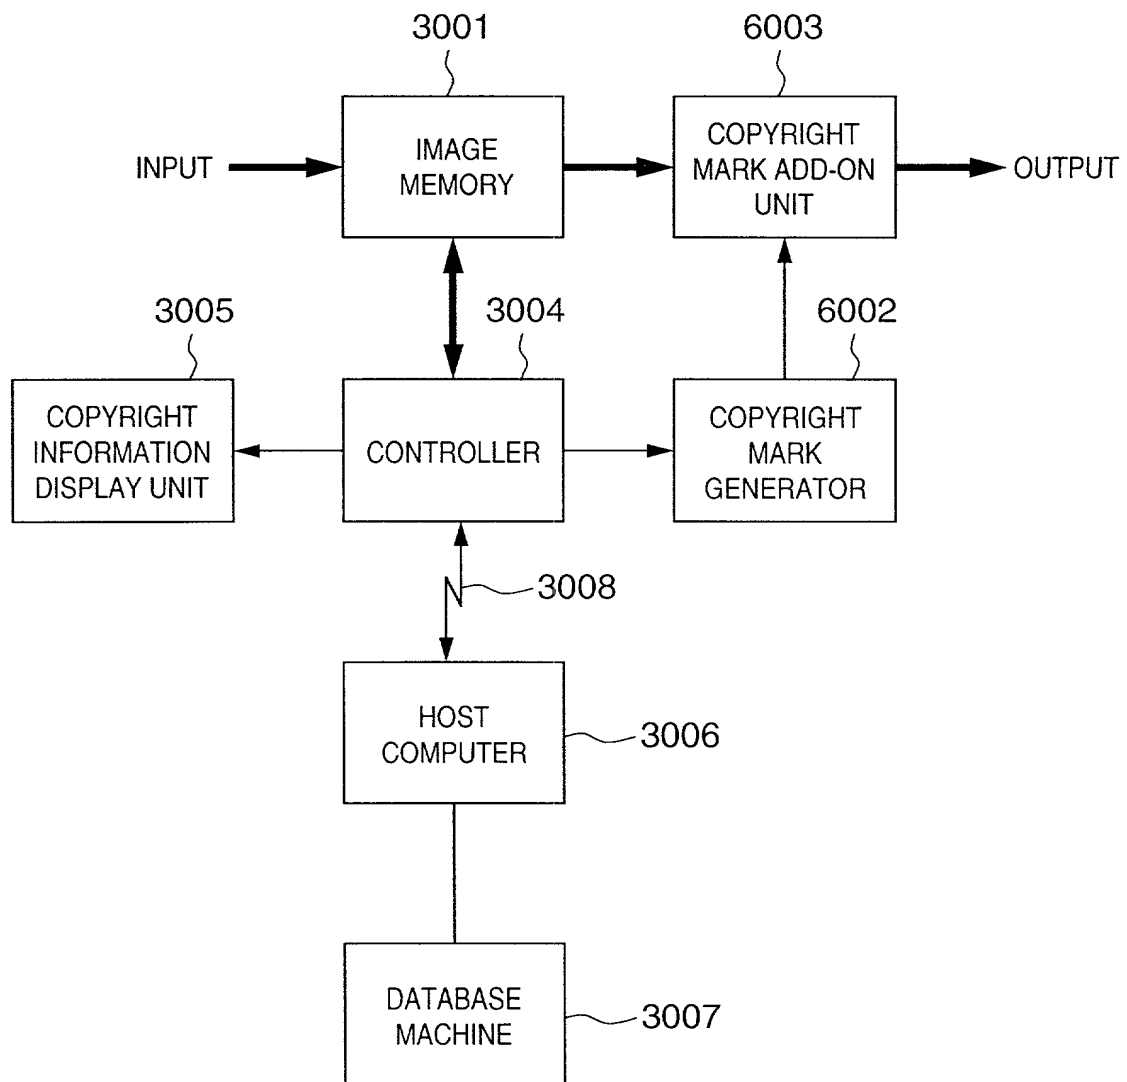 3001
6003
INPUT
IMAGE
MEMORY
COPYRIGHT
MARK ADD-ON
UNIT
OUTPUT
3005
3004
6002
COPYRIGHT
INFORMATION
DISPLAY UNIT
CONTROLLER
COPYRIGHT
MARK
GENERATOR
3008
HOST
COMPUTER
3006
DATABASE
MACHINE
3007